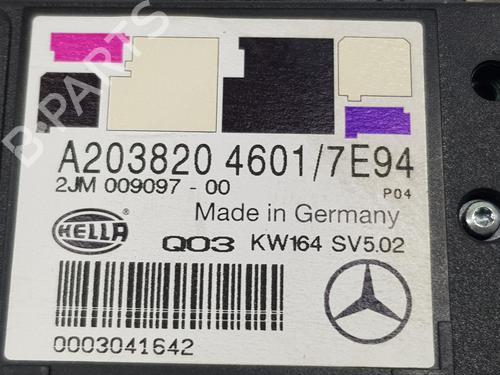 B-PARTS
A203820 4601/7E94
2JM 009097-00
P04
Made in Germany
HELLA
Q03 KW164 SV5.02
0003041642